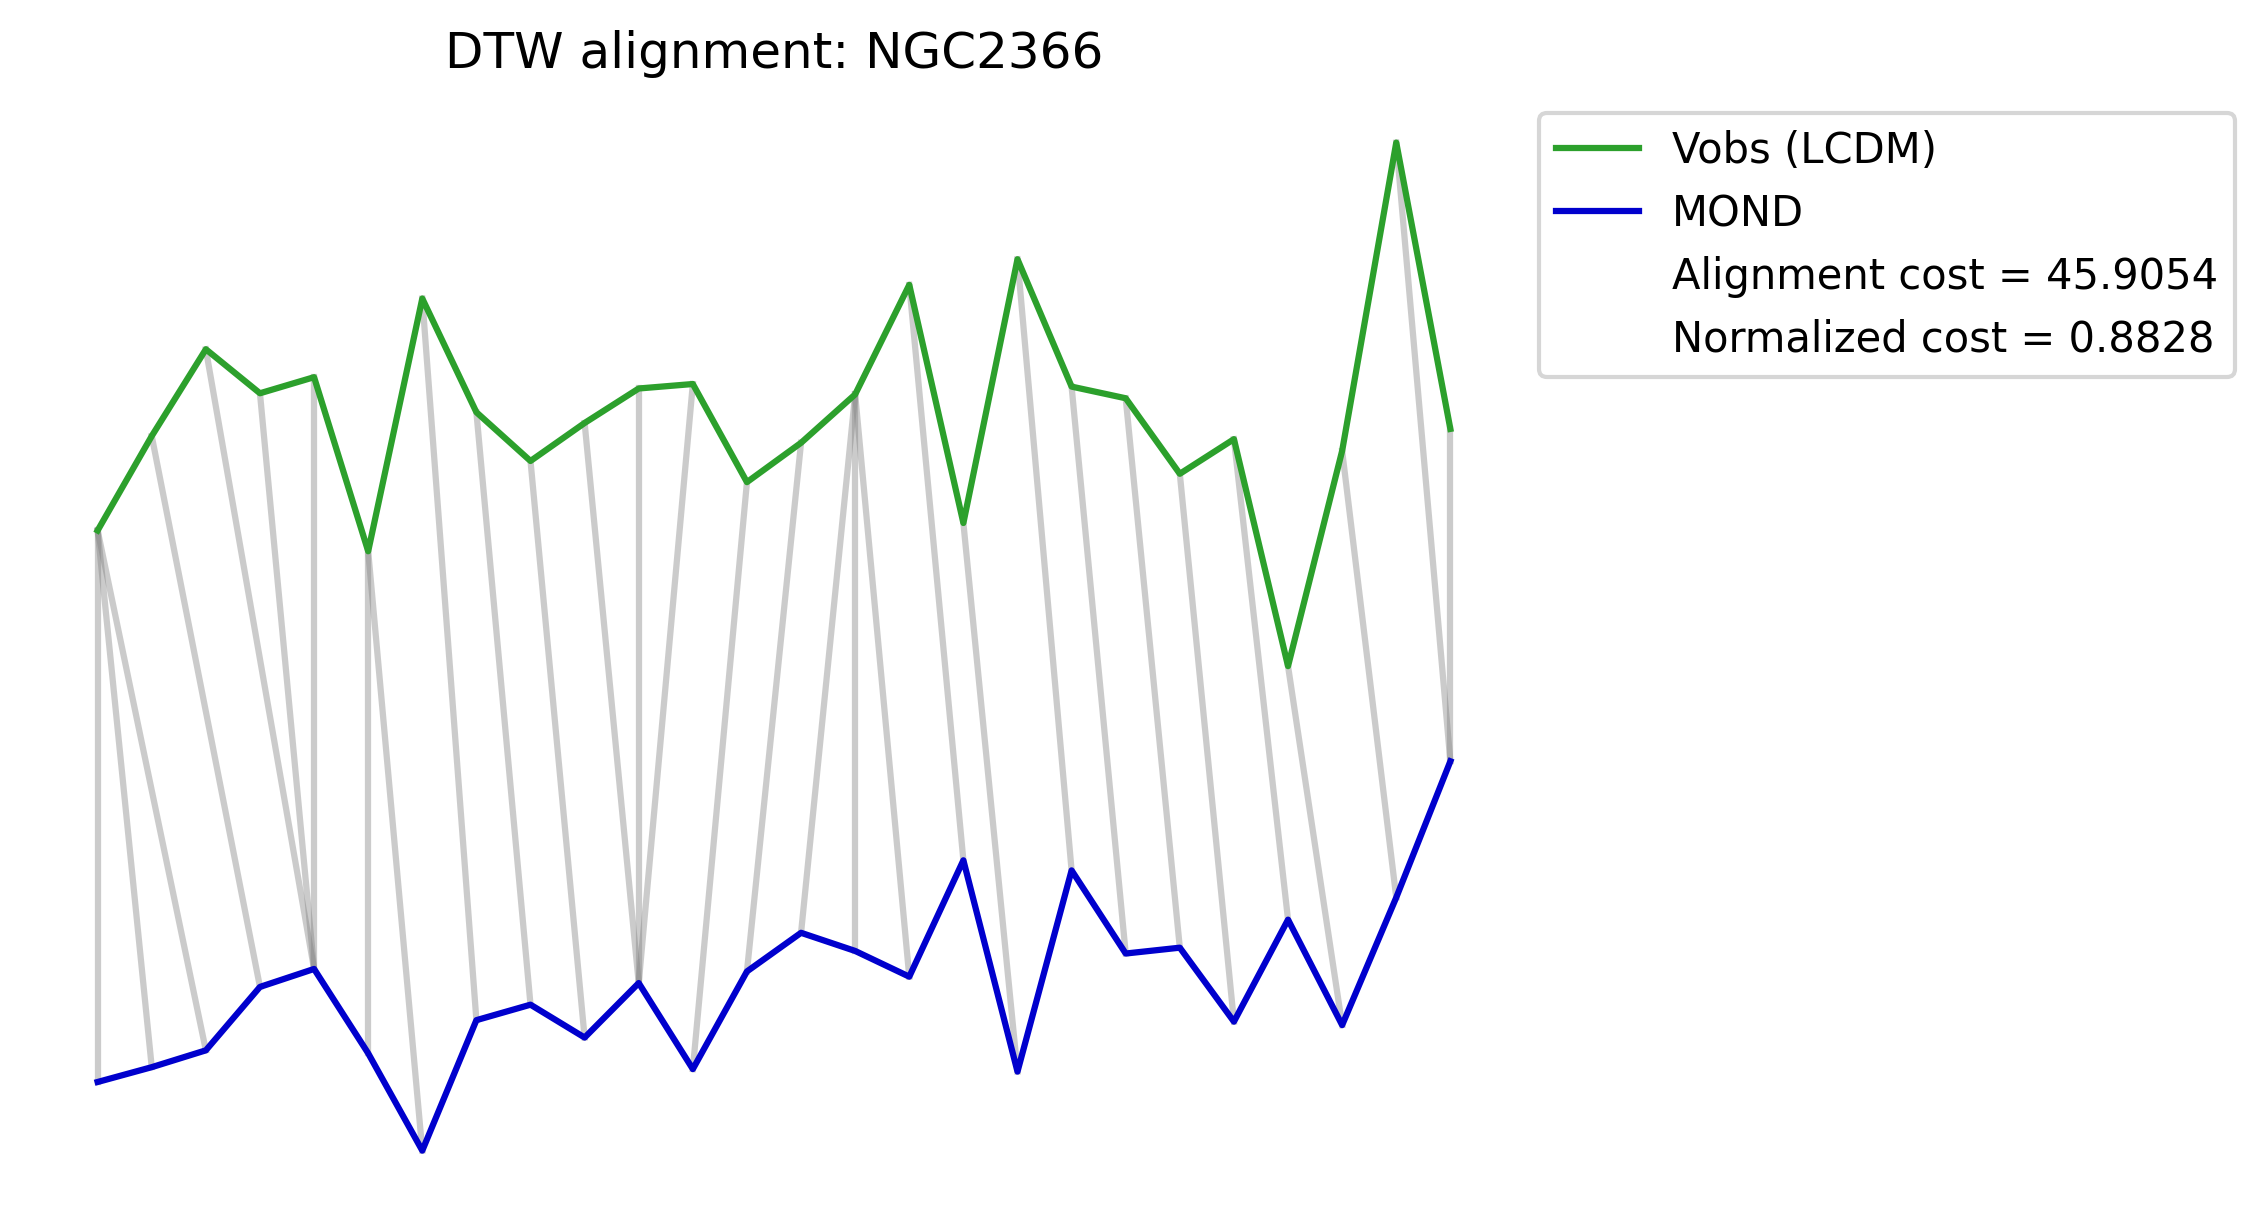 DTW alignment: NGC2366
Vobs (LCDM)
MOND
Alignment cost = 45.9054
Normalized cost = 0.8828